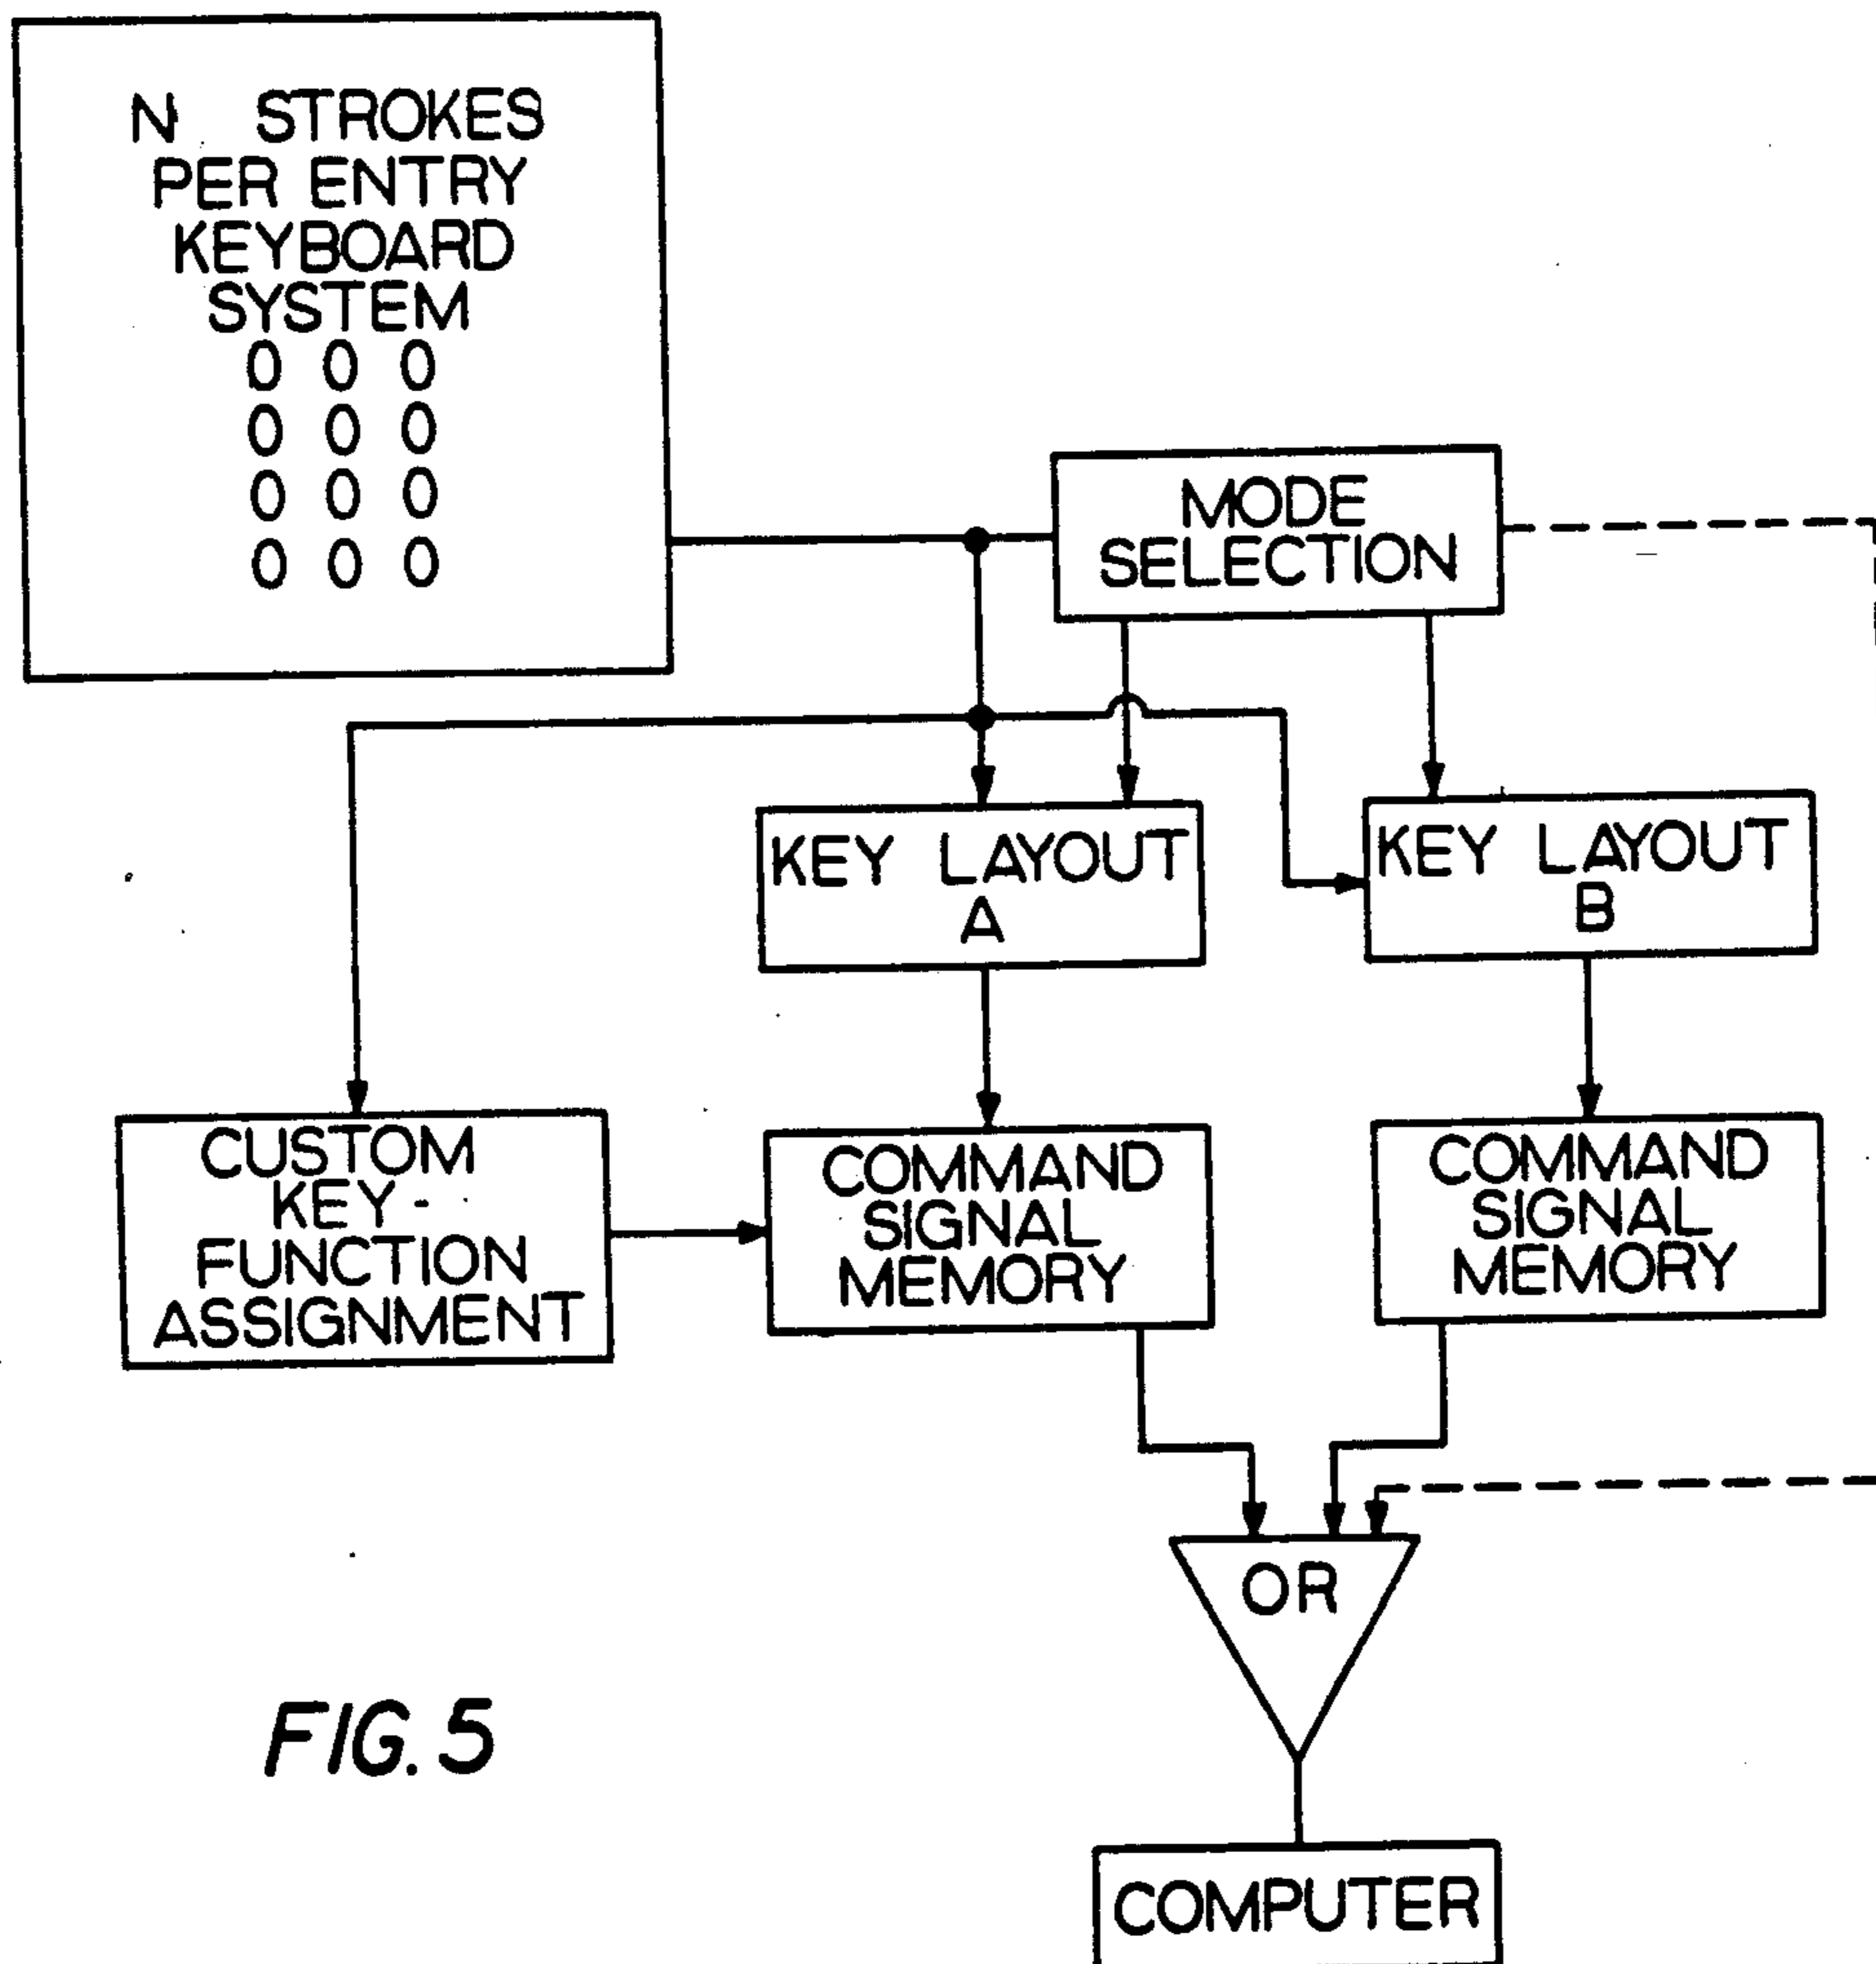 N STROKES
PER ENTRY
KEYBOARD
SYSTEM
0 0 0
0 0 0
0 0 0
0 0 0
MODE
SELECTION
KEY LAYOUT
A
KEY LAYOUT
B
CUSTOM
KEY-
FUNCTION
ASSIGNMENT
COMMAND
SIGNAL
MEMORY
COMMAND
SIGNAL
MEMORY
OR
FIG. 5
COMPUTER